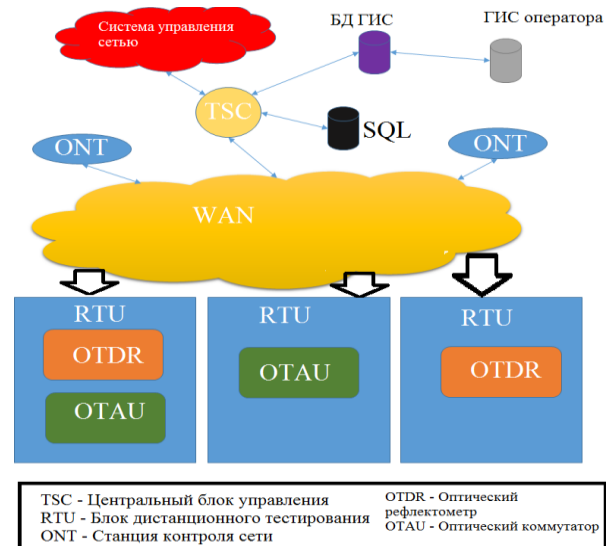 Система управления
сетью
БД ГИС
ГИС оператора
TSC
SQL
ONT
ONT
WAN
RTU
OTDR
OTAU
RTU
OTAU
RTU
OTDR
TSC - Центральный блок управления
RTU - Блок дистанционного тестирования
ONT - Станция контроля сети
OTDR - Оптический
рефлектометр
OTAU - Оптический коммутатор